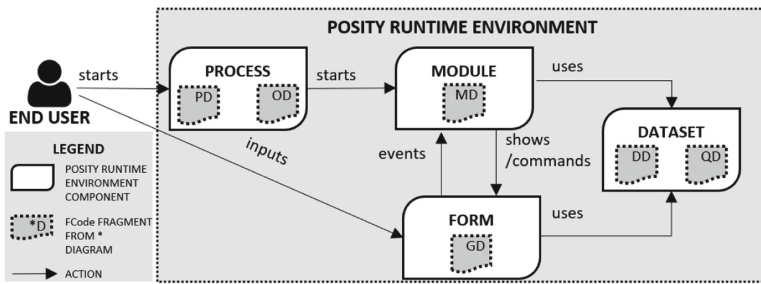 POSITY RUNTIME ENVIRONMENT
starts
PROCESS
PD
OD
starts
MODULE
MD
uses
END USER
inputs
events
shows
/commands
DATASET
DD
QD
FORM
GD
uses
LEGEND
POSITY RUNTIME
ENVIRONMENT
COMPONENT
*D
FCode FRAGMENT
FROM *
DIAGRAM
ACTION